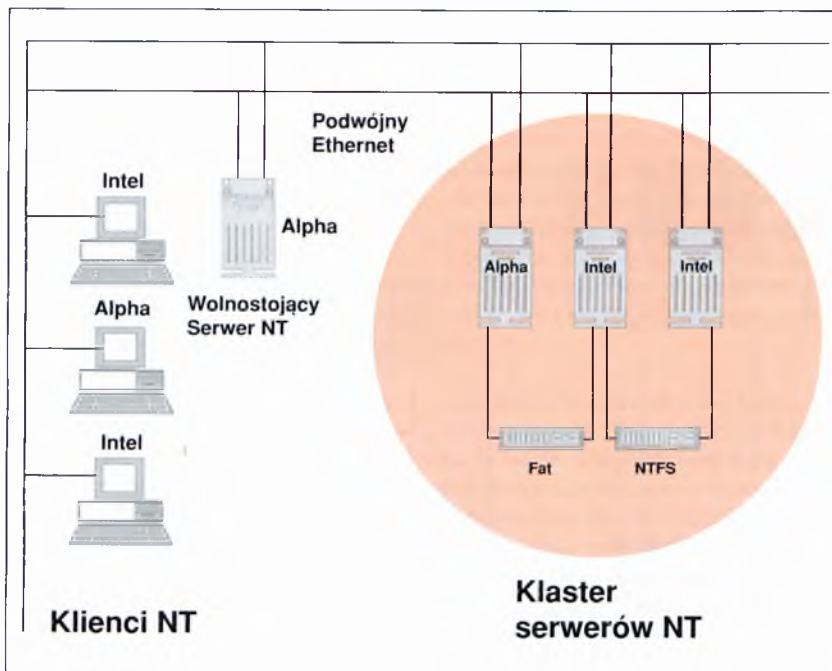 Podwójny
Ethernet
Intel
Alpha
Alpha
Intel
Intel
Wolnostojący
Serwer NT
Alpha
Intel
Fat
NTFS
Klienci NT
Klaster
serwerów NT